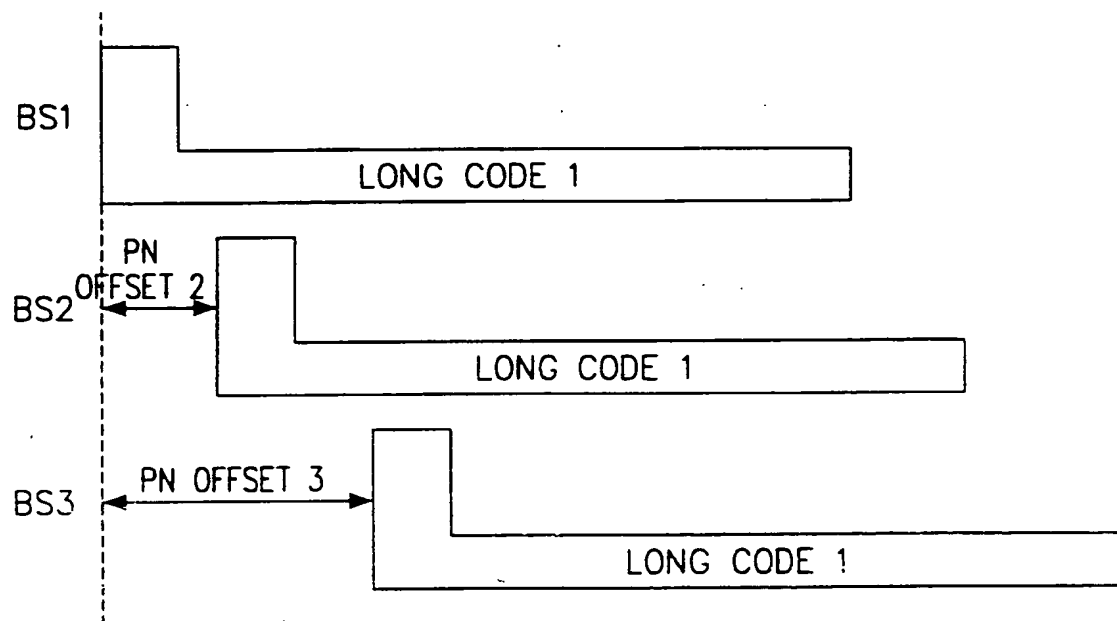 BS1
LONG CODE 1
PN
OFFSET 2
BS2
LONG CODE 1
PN OFFSET 3
BS3
LONG CODE 1